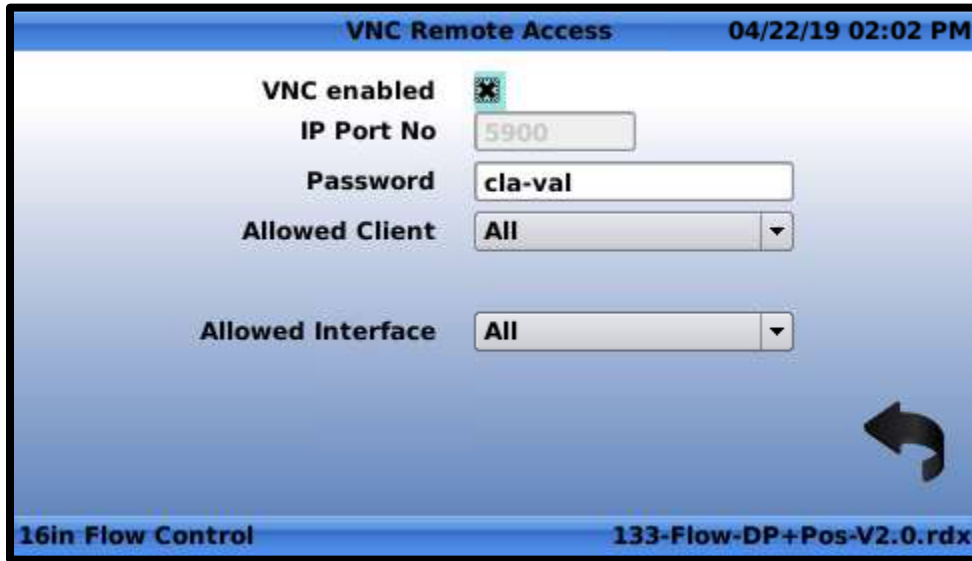 VNC Remote Access 04/22/19 02:02 PM
VNC enabled
IP Port No 5900
Password cla-val
Allowed Client All
Allowed Interface All
16in Flow Control 133-Flow-DP+Pos-V2.0.rdx